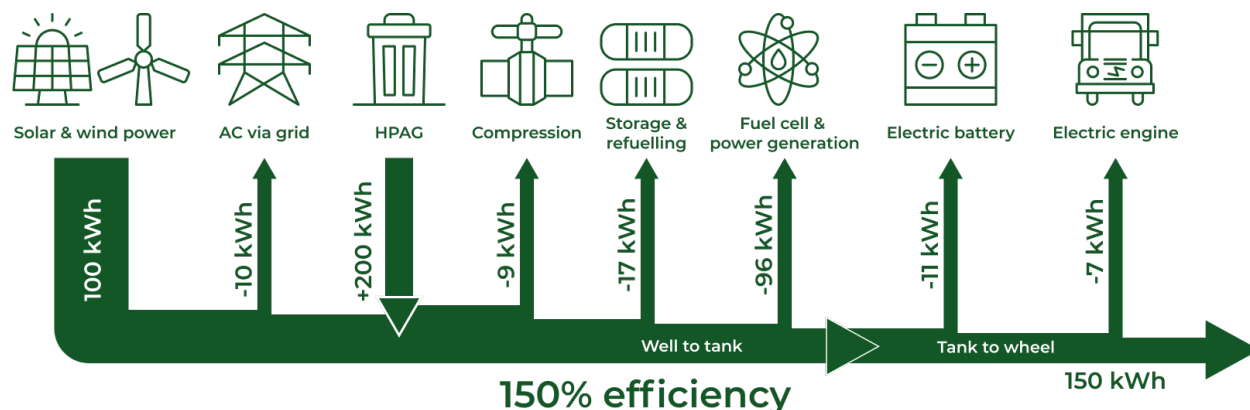 Solar & wind power
AC via grid
HPAG
Compression
Storage &
refuelling
Fuel cell &
power generation
Electric battery
Electric engine
100 kWh
-10 kWh
+200 kWh
-9 kWh
-17 kWh
-96 kWh
-11 kWh
-7 kWh
Well to tank
Tank to wheel
150 kWh
150% efficiency